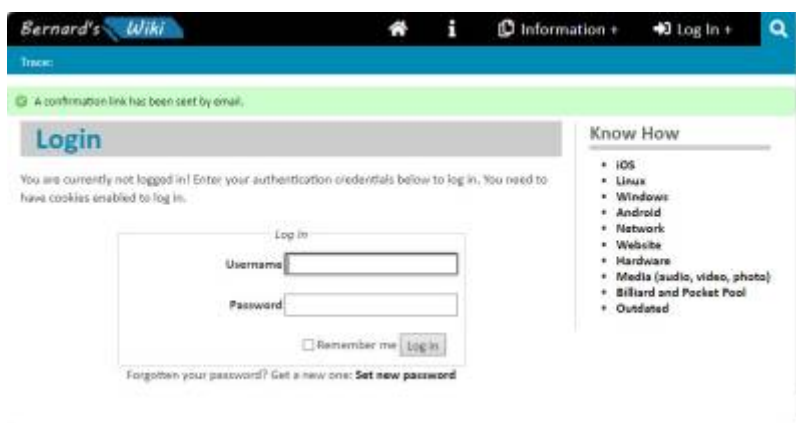 Bernard's Wiki
Information +
Log In +
Trace:
A confirmation link has been sent by email.
Login
You are currently not logged in! Enter your authentication credentials below to log in. You need to
have cookies enabled to log in.
Log In
Username
Password
Remember me Log In
Forgotten your password? Get a new one: Set new password
Know How
iOS
Linux
Windows
Android
Network
Website
Hardware
Media (audio, video, photo)
Billiard and Pocket Pool
Outdated